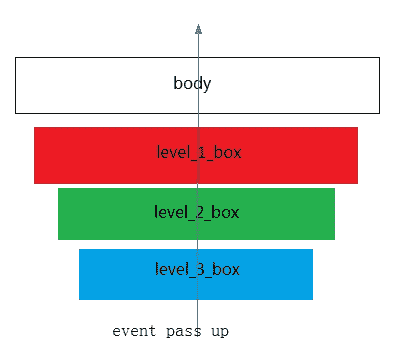 body
level_1_box
level_2_box
level_3_box
event pass up